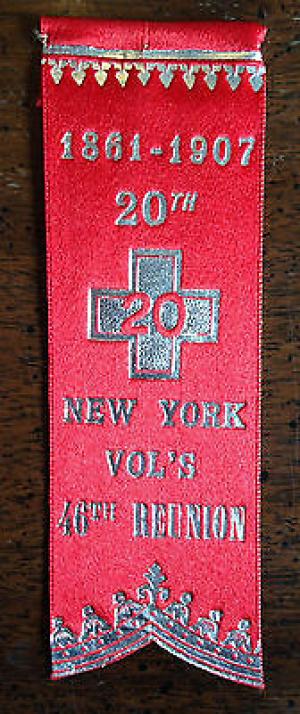 1861-1907
20TH
20
NEW YORK
VOL'S
46TH REUNION